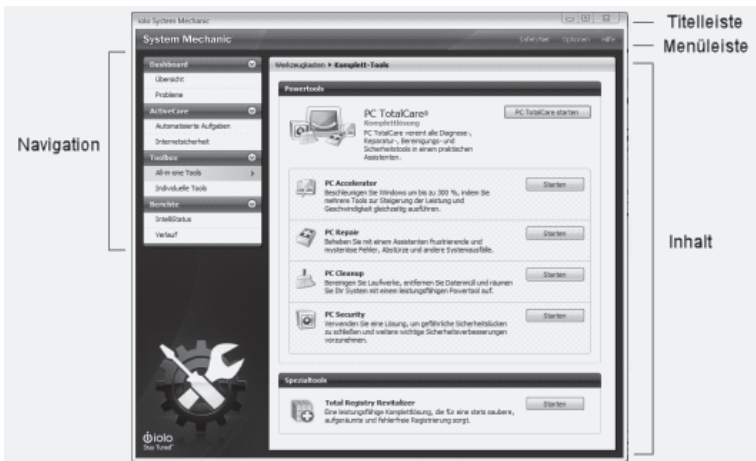 iolo System Mechanic
Titelleiste
System Mechanic
Optionen
Hilfe
Menüleiste
Navigation
Dashboard
Übersicht
Probleme
ActiveCare
Automatisierte Aufgaben
Internetsicherheit
Toolbox
All-in-one Tools
Individuelle Tools
Berichte
IntelliStatus
Verlauf
Werkzeugkasten Komplett-Tools
Powertools
PC TotalCare®
Komplettlösung
PC TotalCare vereint alle Diagnose-,
Reparatur-, Bereinigungs- und
Sicherheitstools in einem praktischen
Assistenten.
PC TotalCare starten
PC Accelerator
Beschleunigen Sie Windows um bis zu 300 %, indem Sie
mehrere Tools zur Steigerung der Leistung und
Geschwindigkeit gleichzeitig ausführen.
Starten
PC Repair
Beheben Sie mit einem Assistenten frustrierende und
mysteriöse Fehler, Abstürze und andere Systemausfälle.
Starten
PC Cleanup
Bereinigen Sie Laufwerke, entfernen Sie Datenmüll und räumen
Sie Ihr System mit einem leistungsfähigen Powertool auf.
Starten
PC Security
Verwenden Sie eine Lösung, um gefährliche Sicherheitslücken
zu schließen und weitere wichtige Sicherheitsverbesserungen
vorzunehmen.
Starten
Inhalt
Spezialtools
Total Registry Revitalizer
Eine leistungsfähige Komplettlösung, die für eine stets saubere,
aufgeräumte und fehlerfreie Registrierung sorgt.
Starten
iolo
Stay Tuned